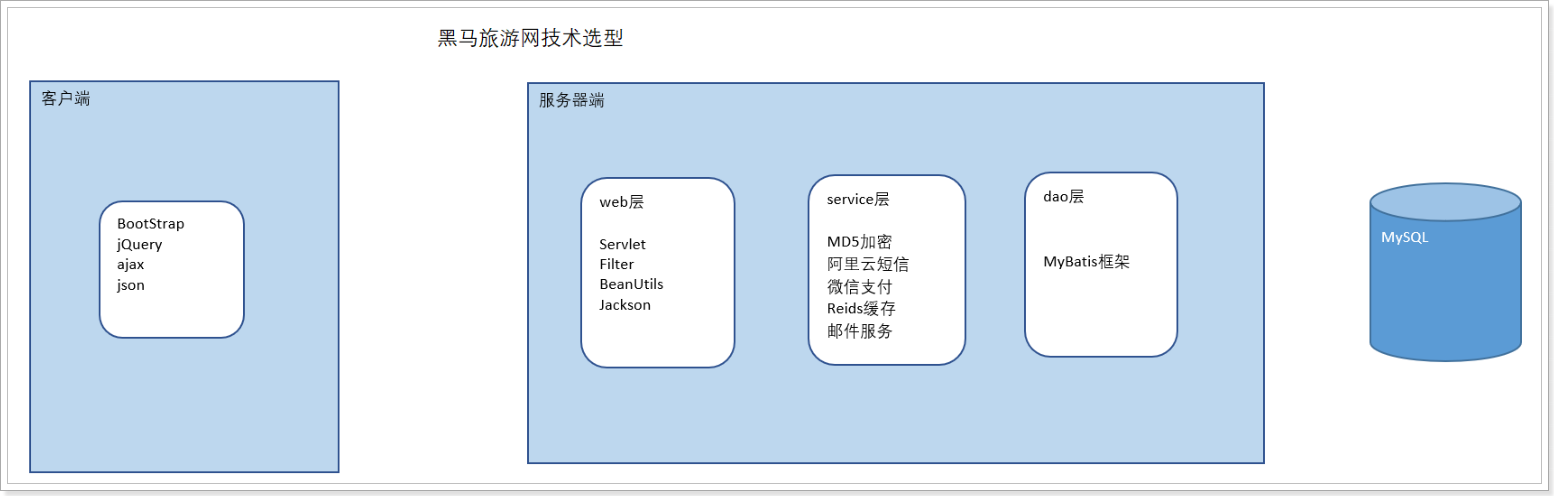 黑马旅游网技术选型
客户端
BootStrap
jQuery
ajax
json
服务器端
web层
Servlet
Filter
BeanUtils
Jackson
service层
MD5加密
阿里云短信
微信支付
Reids缓存
邮件服务
dao层
MyBatis框架
MySQL